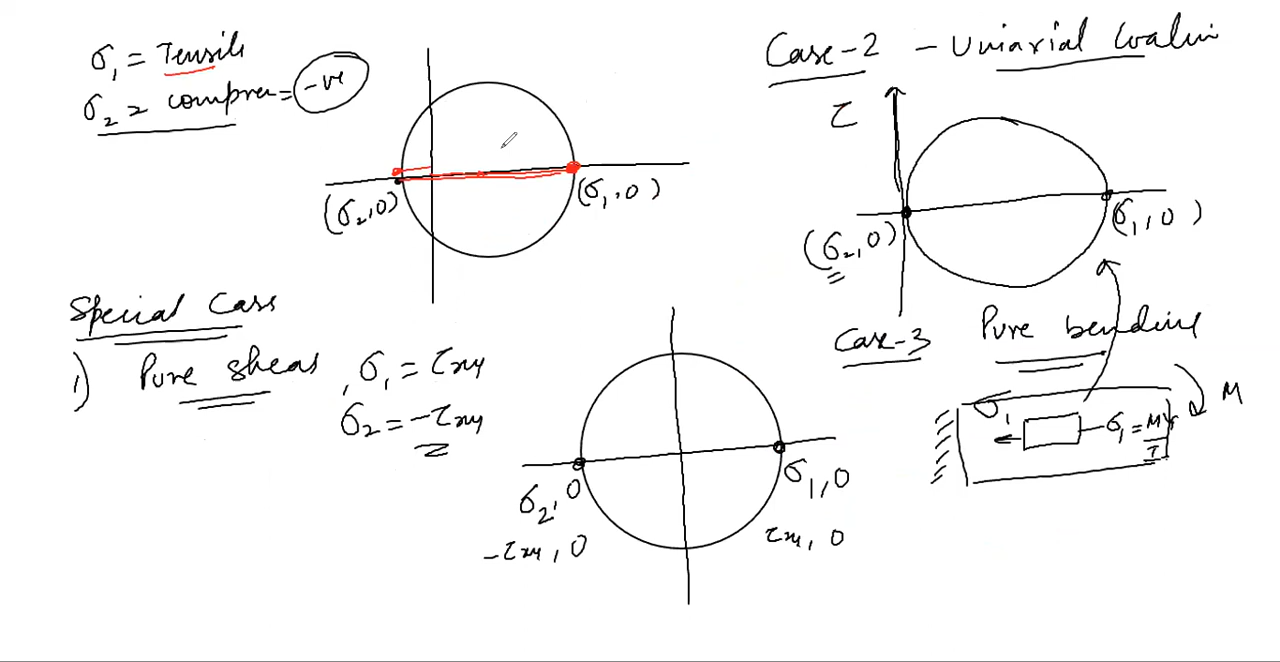 σ₁ = Tensile
σ₂ = compre = -ve
(σ₂,0)
(σ₁,0)
Special Cases
1) Pure shear, σ₁ = τxy
σ₂ = -τxy
σ₂,0
-τxy, 0
σ₁,0
τxy, 0
Case-2 - Uniaxial
τ
(σ₂,0)
(σ₁,0)
Case-3 Pure bending
σ₁
σ₁ = My/I
M